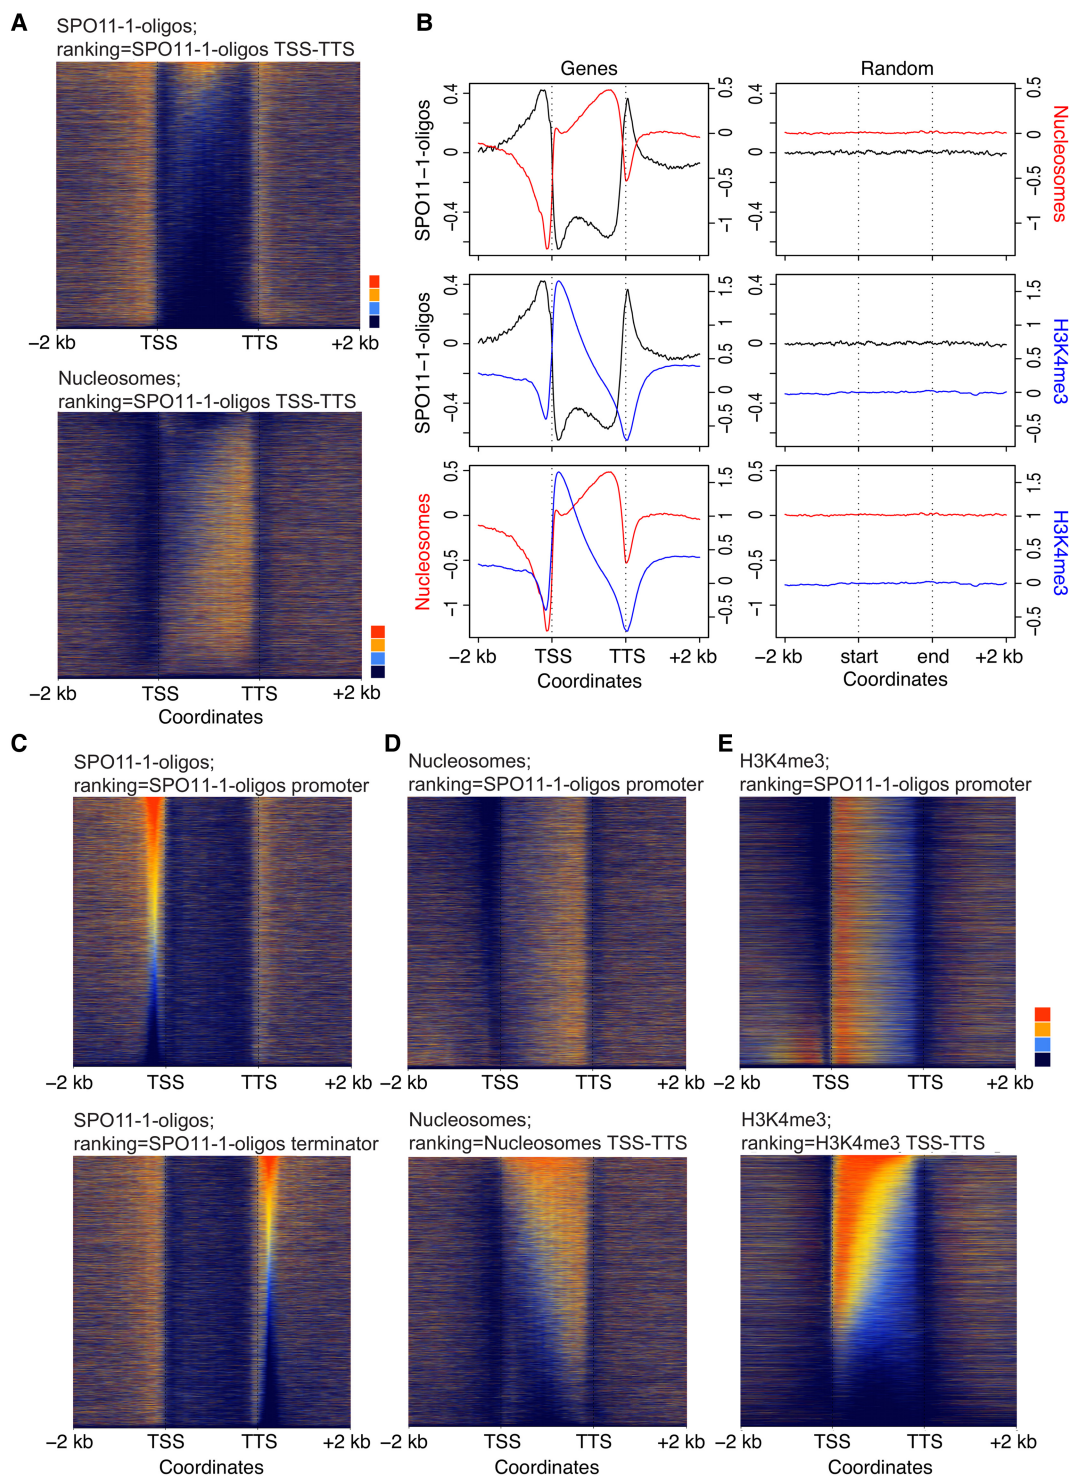 A
SPO11-1-oligos;
ranking=SPO11-1-oligos TSS-TTS
−2 kb
TSS
TTS
+2 kb
Nucleosomes;
ranking=SPO11-1-oligos TSS-TTS
−2 kb
TSS
TTS
+2 kb
Coordinates
B
Genes
Random
SPO11−1−oligos
0.4
0
−0.4
0.5
0
−0.5
−1
0.4
0
−0.4
0.5
0
−0.5
−1
Nucleosomes
SPO11−1−oligos
0.4
0
−0.4
1.5
1
0.5
0
−0.5
0.4
0
−0.4
1.5
1
0.5
0
−0.5
H3K4me3
Nucleosomes
0.5
0
−0.5
−1
1.5
1
0.5
0
−0.5
0.5
0
−0.5
−1
1.5
1
0.5
0
−0.5
H3K4me3
−2 kb
TSS
TTS
+2 kb
Coordinates
−2 kb
start
end
+2 kb
Coordinates
C
SPO11-1-oligos;
ranking=SPO11-1-oligos promoter
−2 kb
TSS
TTS
+2 kb
SPO11-1-oligos;
ranking=SPO11-1-oligos terminator
−2 kb
TSS
TTS
+2 kb
Coordinates
D
Nucleosomes;
ranking=SPO11-1-oligos promoter
−2 kb
TSS
TTS
+2 kb
Nucleosomes;
ranking=Nucleosomes TSS-TTS
−2 kb
TSS
TTS
+2 kb
Coordinates
E
H3K4me3;
ranking=SPO11-1-oligos promoter
−2 kb
TSS
TTS
+2 kb
H3K4me3;
ranking=H3K4me3 TSS-TTS
−2 kb
TSS
TTS
+2 kb
Coordinates